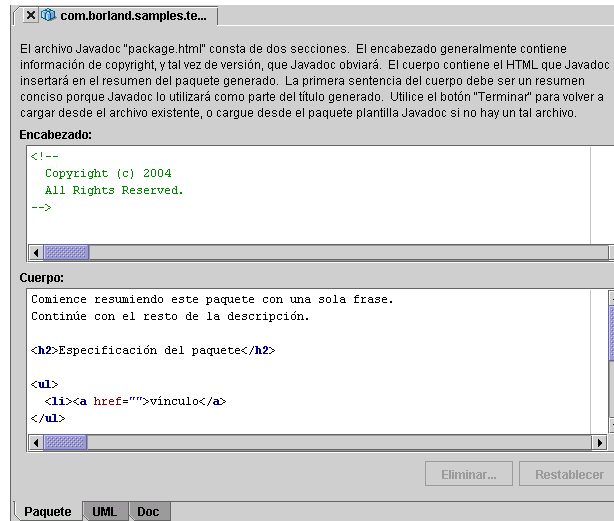 com.borland.samples.te...
El archivo Javadoc "package.html" consta de dos secciones. El encabezado generalmente contiene
información de copyright, y tal vez de versión, que Javadoc obviará. El cuerpo contiene el HTML que Javadoc
insertará en el resumen del paquete generado. La primera sentencia del cuerpo debe ser un resumen
conciso porque Javadoc lo utilizará como parte del título generado. Utilice el botón "Terminar" para volver a
cargar desde el archivo existente, o cargue desde el paquete plantilla Javadoc si no hay un tal archivo.
Encabezado:
<!--
Copyright (c) 2004
All Rights Reserved.
-->
Cuerpo:
Comience resumiendo este paquete con una sola frase.
Continúe con el resto de la descripción.
<h2>Especificación del paquete</h2>
<ul>
<li><a href="">vínculo</a>
</ul>
Eliminar... Restablecer
Paquete UML Doc